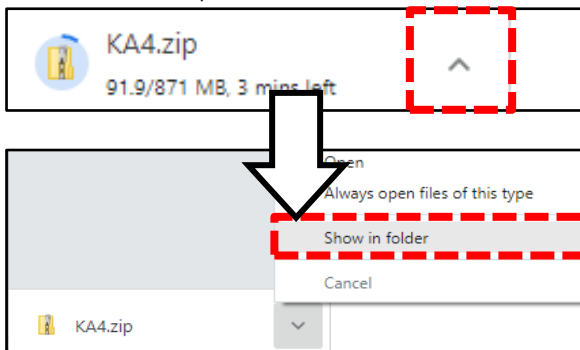 KA4.zip
91.9/871 MB, 3 mins left
Open
Always open files of this type
Show in folder
Cancel
KA4.zip